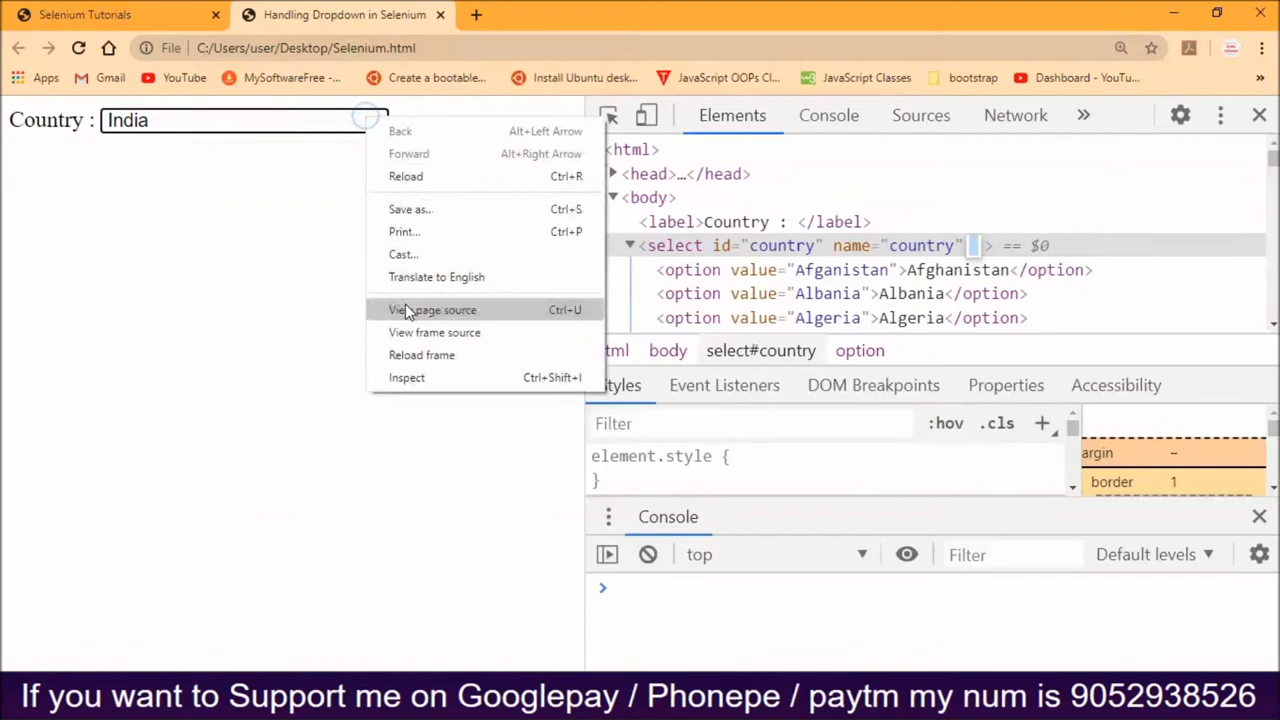 Selenium Tutorials
Handling Dropdown in Selenium
File
C:/Users/user/Desktop/Selenium.html
Apps
Gmail
YouTube
MySoftwareFree -...
Create a bootable...
Install Ubuntu desk...
JavaScript OOPs Cl...
JavaScript Classes
bootstrap
Dashboard - YouTu...
»
Country : India
Back Alt+Left Arrow
Forward Alt+Right Arrow
Reload Ctrl+R
Save as... Ctrl+S
Print... Ctrl+P
Cast...
Translate to English
View page source Ctrl+U
View frame source
Reload frame
Inspect Ctrl+Shift+I
Elements Console Sources Network »
<html>
<head>…</head>
<body>
<label>Country : </label>
<select id="country" name="country" > == $0
<option value="Afganistan">Afghanistan</option>
<option value="Albania">Albania</option>
<option value="Algeria">Algeria</option>
tml body select#country option
Styles Event Listeners DOM Breakpoints Properties Accessibility
Filter :hov .cls +
element.style {
}
argin –
border 1
Console
top Filter Default levels
If you want to Support me on Googlepay / Phonepe / paytm my num is 9052938526